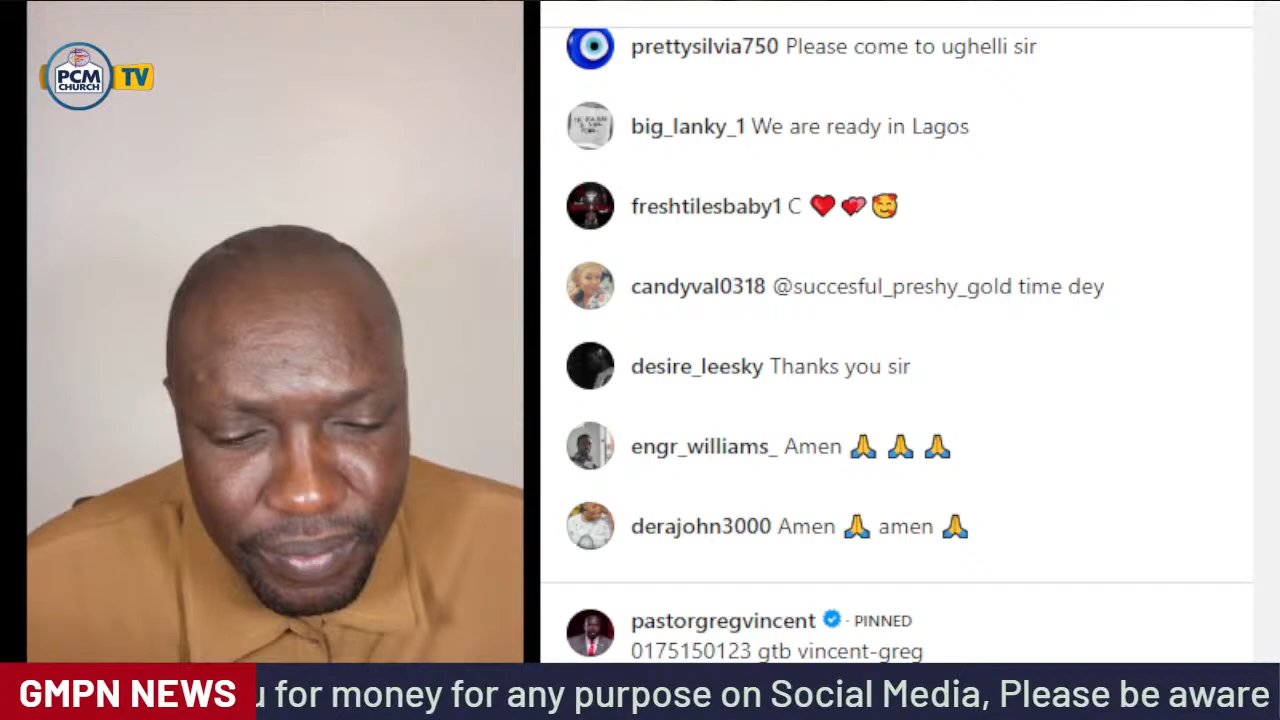 PCM
CHURCH
TV
prettysilvia750 Please come to ughelli sir
big_lanky_1 We are ready in Lagos
freshtilesbaby1 C ❤️ 💕 🥰
candyval0318 @succesful_preshy_gold time dey
desire_leesky Thanks you sir
engr_williams_ Amen 🙏 🙏 🙏
derajohn3000 Amen 🙏 amen 🙏
pastorgregvincent · PINNED
0175150123 gtb vincent-greg
GMPN NEWS
for money for any purpose on Social Media, Please be aware